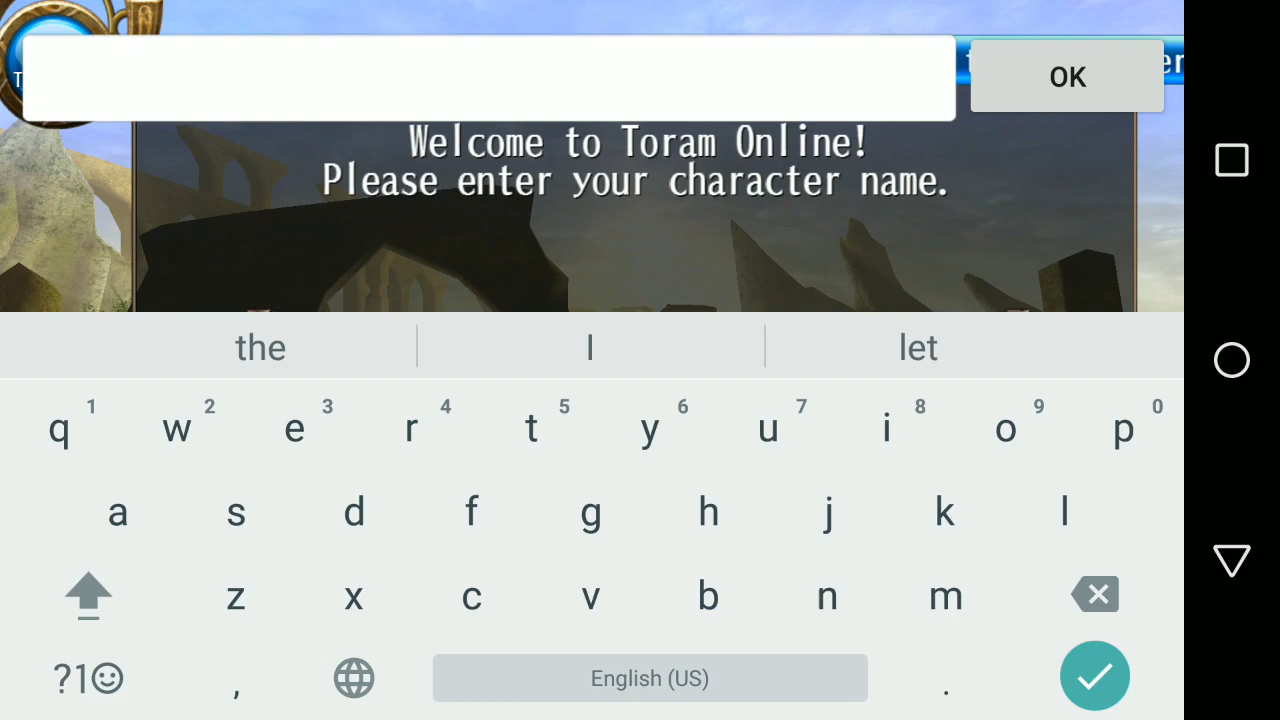 T
t
er
OK
Welcome to Toram Online!
Please enter your character name.
the I let
q 1 w 2 e 3 r 4 t 5 y 6 u 7 i 8 o 9 p 0
a s d f g h j k l
z x c v b n m
?1☺ , English (US) .